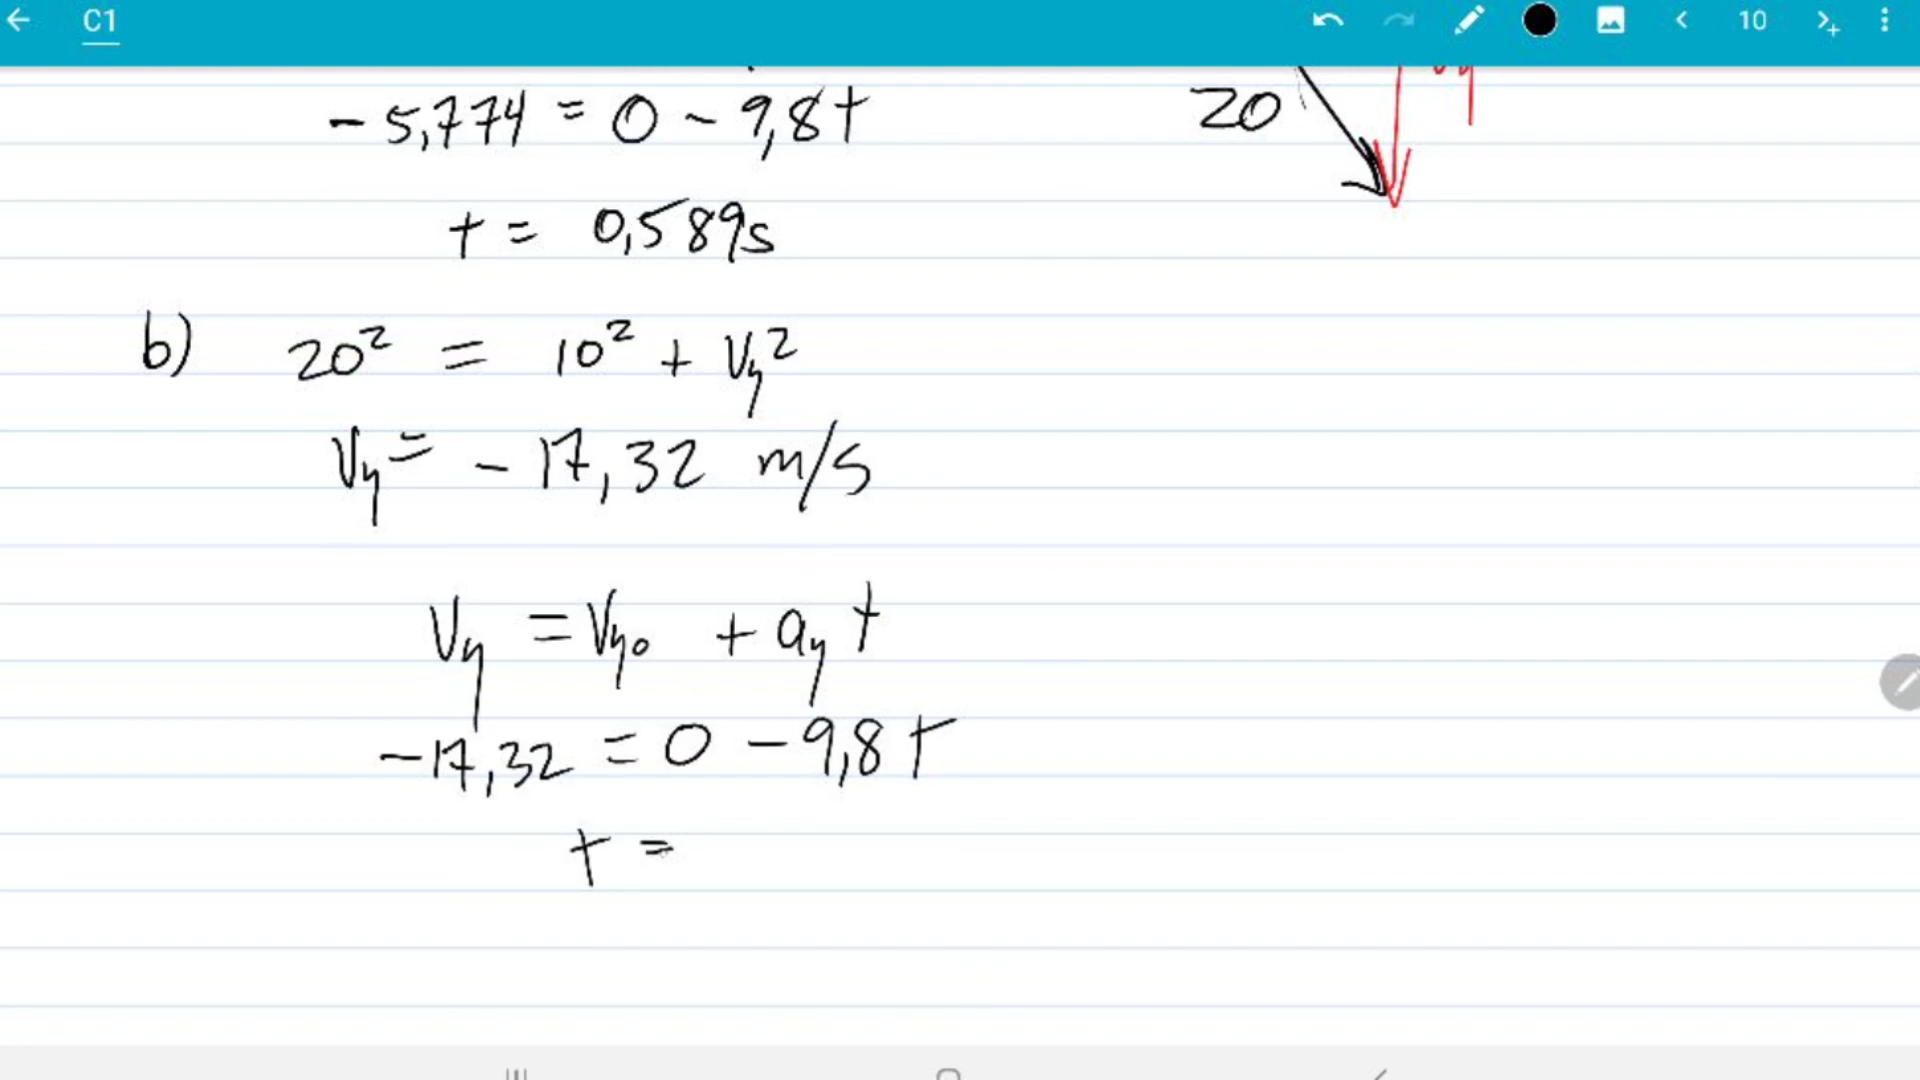 C1 10
-5,774 = 0 - 9,8t
20
t = 0,589s
b) 20² = 10² + Vy²
Vy = - 17,32 m/s
Vy = Vyo + ay t
-17,32 = 0 - 9,8t
t =